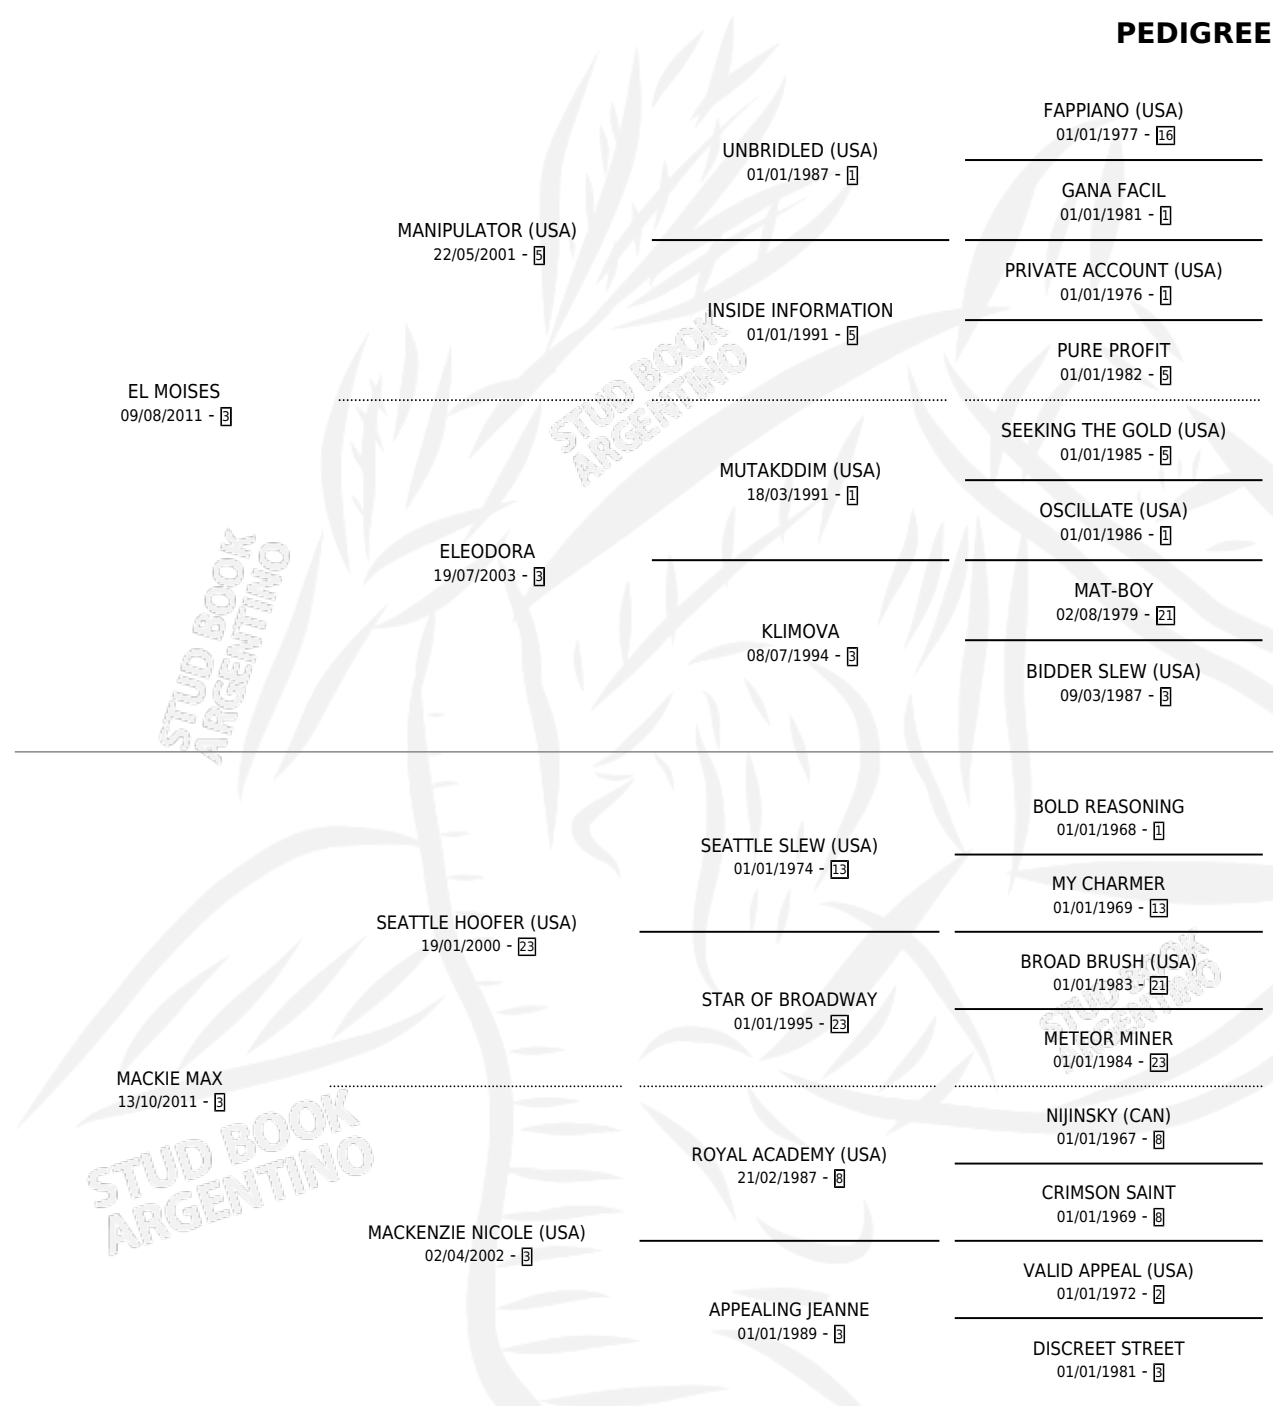 PEDIGREE
FAPPIANO (USA)
01/01/1977 - 16
UNBRIDLED (USA)
01/01/1987 - 1
GANA FACIL
01/01/1981 - 1
MANIPULATOR (USA)
22/05/2001 - 5
PRIVATE ACCOUNT (USA)
01/01/1976 - 1
INSIDE INFORMATION
01/01/1991 - 5
PURE PROFIT
01/01/1982 - 5
EL MOISES
09/08/2011 - 3
STUD BOOK
ARGENTINO
SEEKING THE GOLD (USA)
01/01/1985 - 5
MUTAKDDIM (USA)
18/03/1991 - 1
OSCILLATE (USA)
01/01/1986 - 1
ELEODORA
19/07/2003 - 3
MAT-BOY
02/08/1979 - 21
KLIMOVA
08/07/1994 - 3
BIDDER SLEW (USA)
09/03/1987 - 3
STUD BOOK
ARGENTINO
BOLD REASONING
01/01/1968 - 1
SEATTLE SLEW (USA)
01/01/1974 - 13
MY CHARMER
01/01/1969 - 13
SEATTLE HOOFER (USA)
19/01/2000 - 23
BROAD BRUSH (USA)
01/01/1983 - 21
STAR OF BROADWAY
01/01/1995 - 23
STUD BOOK
ARGENTINO
METEOR MINER
01/01/1984 - 23
MACKIE MAX
13/10/2011 - 3
NIJINSKY (CAN)
01/01/1967 - 8
STUD BOOK
ARGENTINO
ROYAL ACADEMY (USA)
21/02/1987 - 8
CRIMSON SAINT
01/01/1969 - 8
MACKENZIE NICOLE (USA)
02/04/2002 - 3
VALID APPEAL (USA)
01/01/1972 - 2
APPEALING JEANNE
01/01/1989 - 3
DISCREET STREET
01/01/1981 - 3